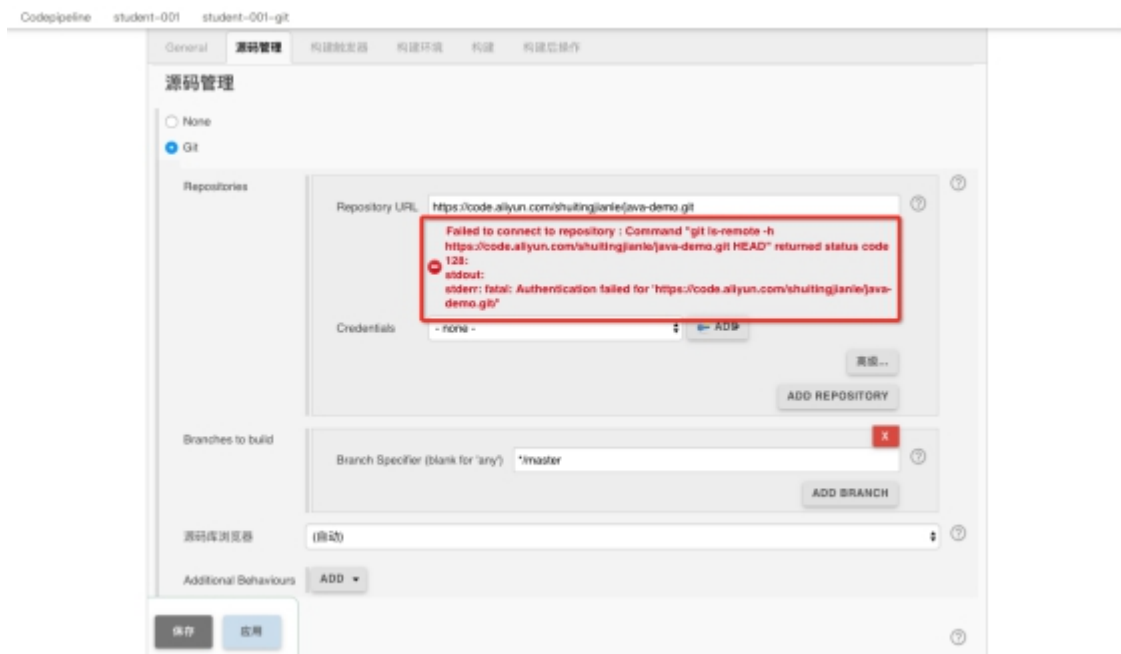 Codepipeline student-001 student-001-git
General 源码管理 构建触发器 构建环境 构建 构建后操作
源码管理
None
Git
Repositories
Repository URL https://code.aliyun.com/shuitingjianle/java-demo.git
Failed to connect to repository : Command "git ls-remote -h
https://code.aliyun.com/shuitingjianle/java-demo.git HEAD" returned status code
128:
stdout:
stderr: fatal: Authentication failed for 'https://code.aliyun.com/shuitingjianle/java-
demo.git/'
Credentials - none - ADD
高级...
ADD REPOSITORY
Branches to build
X
Branch Specifier (blank for 'any') */master
ADD BRANCH
源码库浏览器 (自动)
Additional Behaviours ADD
保存 应用